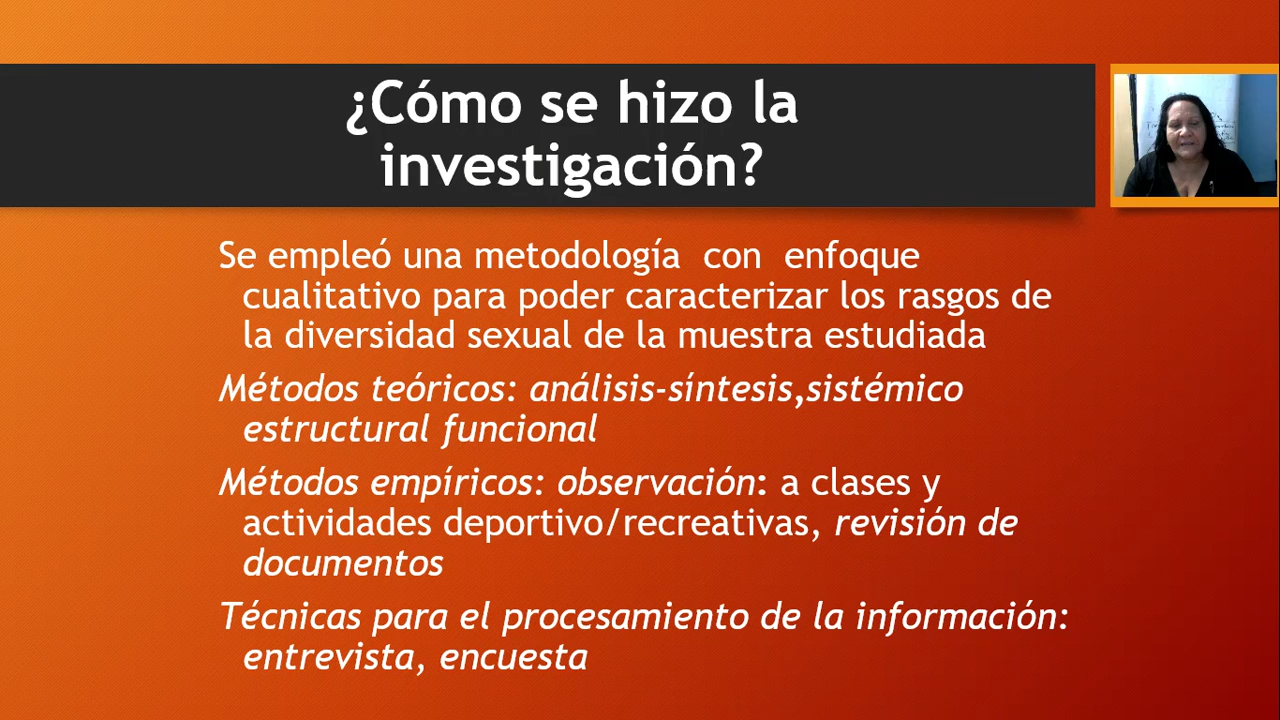 ¿Cómo se hizo la
investigación?
Se empleó una metodología con enfoque
cualitativo para poder caracterizar los rasgos de
la diversidad sexual de la muestra estudiada
Métodos teóricos: análisis-síntesis,sistémico
estructural funcional
Métodos empíricos: observación: a clases y
actividades deportivo/recreativas, revisión de
documentos
Técnicas para el procesamiento de la información:
entrevista, encuesta